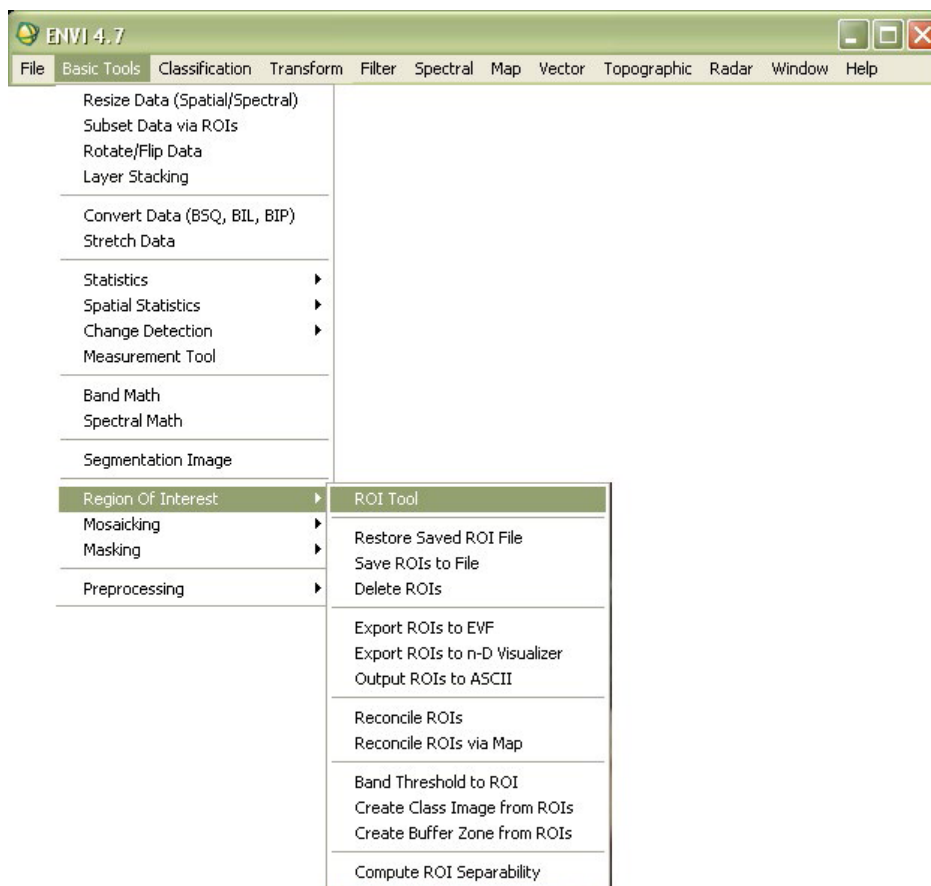 ENVI 4.7
File Basic Tools Classification Transform Filter Spectral Map Vector Topographic Radar Window Help
Resize Data (Spatial/Spectral)
Subset Data via ROIs
Rotate/Flip Data
Layer Stacking
Convert Data (BSQ, BIL, BIP)
Stretch Data
Statistics
Spatial Statistics
Change Detection
Measurement Tool
Band Math
Spectral Math
Segmentation Image
Region Of Interest
Mosaicking
Masking
Preprocessing
ROI Tool
Restore Saved ROI File
Save ROIs to File
Delete ROIs
Export ROIs to EVF
Export ROIs to n-D Visualizer
Output ROIs to ASCII
Reconcile ROIs
Reconcile ROIs via Map
Band Threshold to ROI
Create Class Image from ROIs
Create Buffer Zone from ROIs
Compute ROI Separability